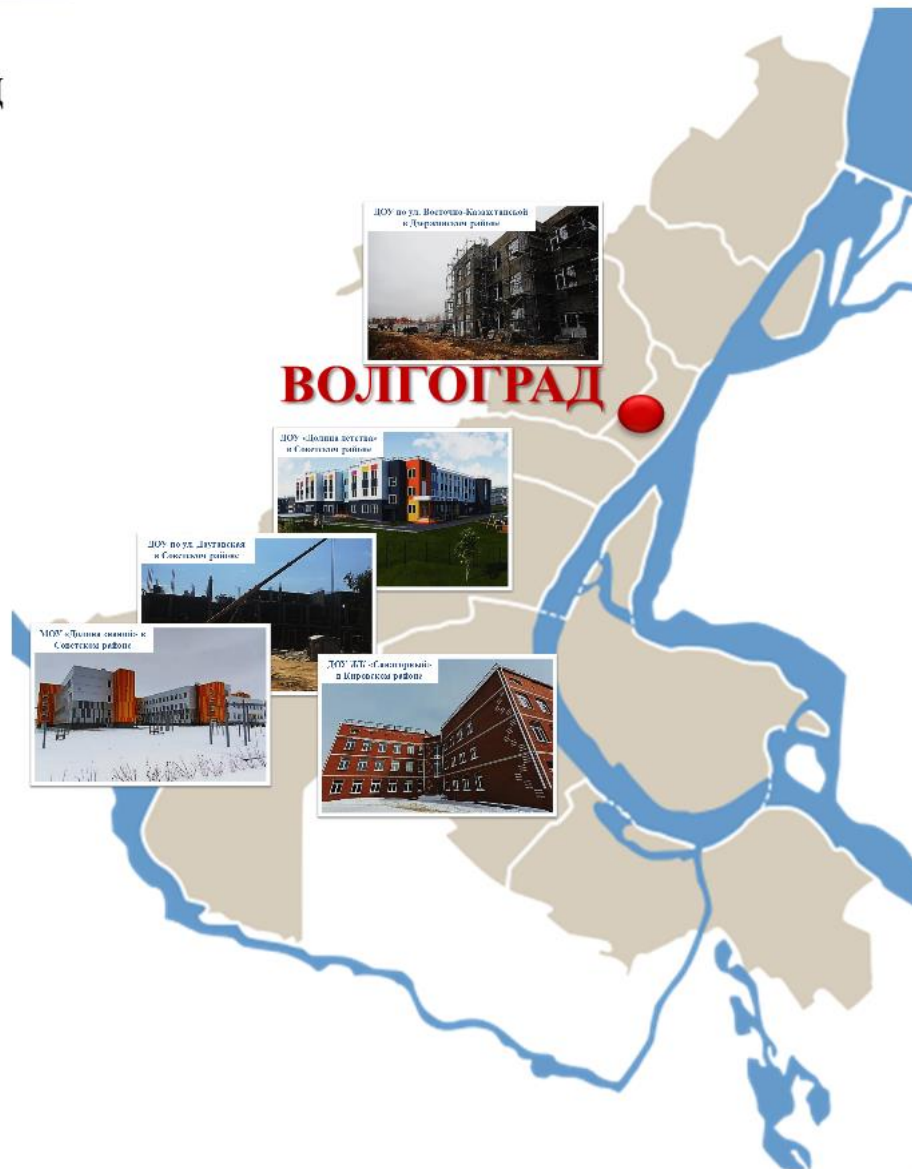 ДОУ по ул. Восточно-Казахстанской
в Дзержинском районе
ВОЛГОГРАД
ДОУ «Долина детства»
в Советском районе
ДОУ по ул.
в Советском районе
МОУ «Долина знаний» в
Советском районе
ДОУ ЖК «Санаторный»
в Кировском районе